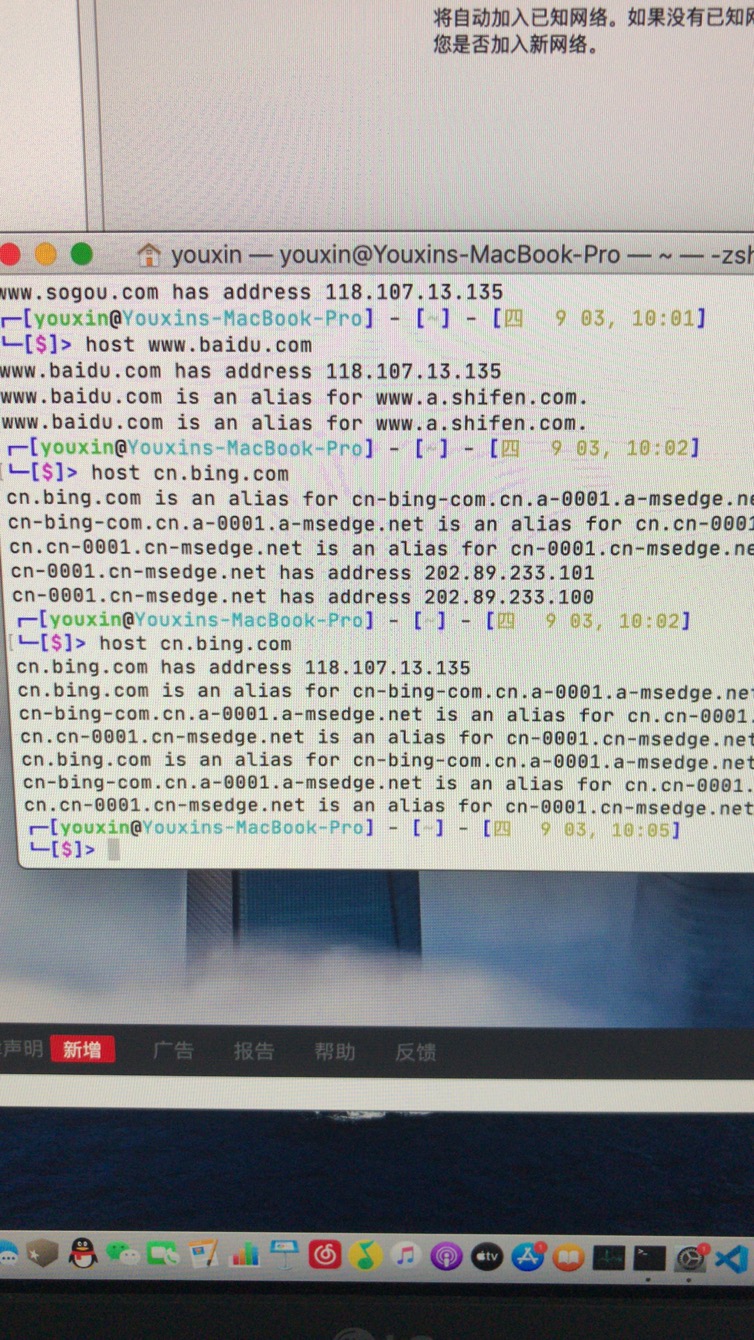 将自动加入已知网络。如果没有已知网
您是否加入新网络。
youxin — youxin@Youxins-MacBook-Pro — ~ — -zsh
www.sogou.com has address 118.107.13.135
┌─[youxin@Youxins-MacBook-Pro] - [~] - [四  9 03, 10:01]
└─[$]> host www.baidu.com
www.baidu.com has address 118.107.13.135
www.baidu.com is an alias for www.a.shifen.com.
www.baidu.com is an alias for www.a.shifen.com.
┌─[youxin@Youxins-MacBook-Pro] - [~] - [四  9 03, 10:02]
└─[$]> host cn.bing.com
cn.bing.com is an alias for cn-bing-com.cn.a-0001.a-msedge.ne
cn-bing-com.cn.a-0001.a-msedge.net is an alias for cn.cn-0001
cn.cn-0001.cn-msedge.net is an alias for cn-0001.cn-msedge.ne
cn-0001.cn-msedge.net has address 202.89.233.101
cn-0001.cn-msedge.net has address 202.89.233.100
┌─[youxin@Youxins-MacBook-Pro] - [~] - [四  9 03, 10:02]
└─[$]> host cn.bing.com
cn.bing.com has address 118.107.13.135
cn.bing.com is an alias for cn-bing-com.cn.a-0001.a-msedge.net
cn-bing-com.cn.a-0001.a-msedge.net is an alias for cn.cn-0001.
cn.cn-0001.cn-msedge.net is an alias for cn-0001.cn-msedge.net
cn.bing.com is an alias for cn-bing-com.cn.a-0001.a-msedge.net
cn-bing-com.cn.a-0001.a-msedge.net is an alias for cn.cn-0001.
cn.cn-0001.cn-msedge.net is an alias for cn-0001.cn-msedge.net
┌─[youxin@Youxins-MacBook-Pro] - [~] - [四  9 03, 10:05]
└─[$]>
声明 新增 广告 报告 帮助 反馈
tv